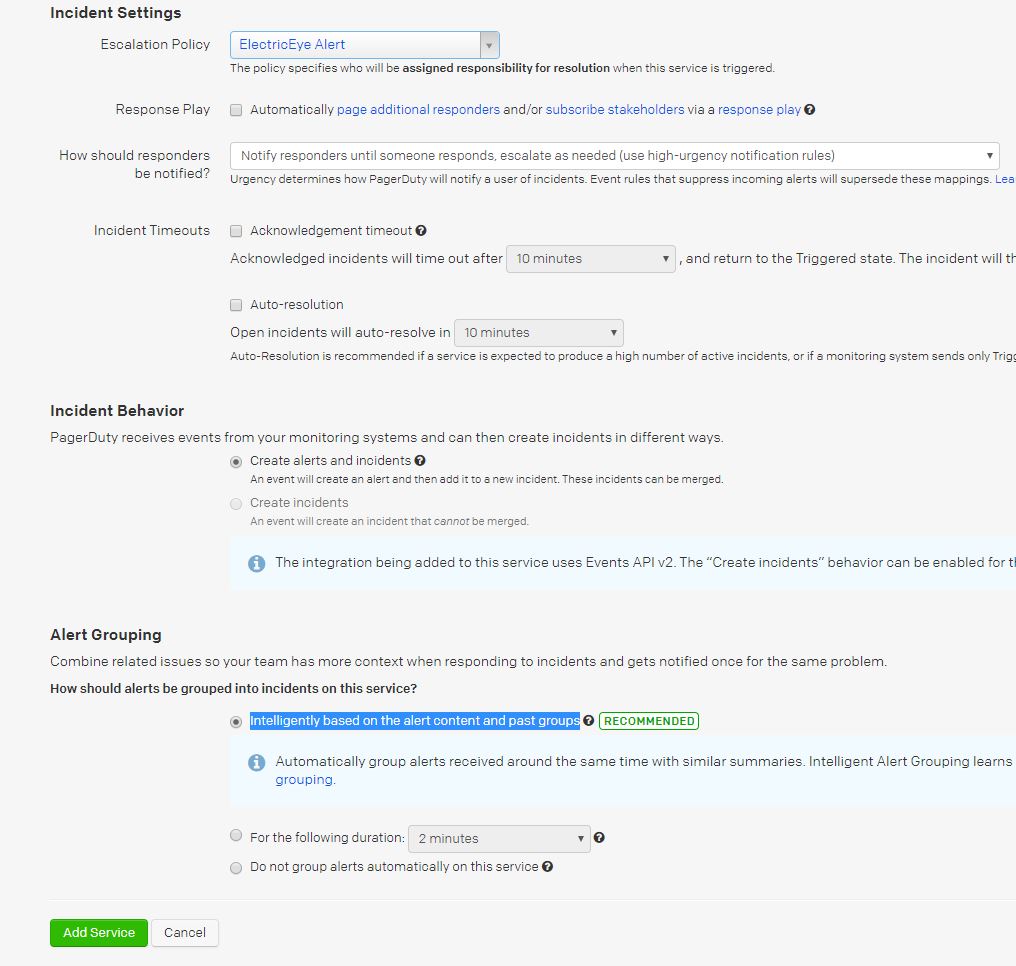 Incident Settings
Escalation Policy
ElectricEye Alert
The policy specifies who will be assigned responsibility for resolution when this service is triggered.
Response Play
Automatically page additional responders and/or subscribe stakeholders via a response play
How should responders
be notified?
Notify responders until someone responds, escalate as needed (use high-urgency notification rules)
Urgency determines how PagerDuty will notify a user of incidents. Event rules that suppress incoming alerts will supersede these mappings. Lea
Incident Timeouts
Acknowledgement timeout
Acknowledged incidents will time out after 10 minutes , and return to the Triggered state. The incident will th
Auto-resolution
Open incidents will auto-resolve in 10 minutes
Auto-Resolution is recommended if a service is expected to produce a high number of active incidents, or if a monitoring system sends only Trigg
Incident Behavior
PagerDuty receives events from your monitoring systems and can then create incidents in different ways.
Create alerts and incidents
An event will create an alert and then add it to a new incident. These incidents can be merged.
Create incidents
An event will create an incident that cannot be merged.
The integration being added to this service uses Events API v2. The “Create incidents” behavior can be enabled for th
Alert Grouping
Combine related issues so your team has more context when responding to incidents and gets notified once for the same problem.
How should alerts be grouped into incidents on this service?
Intelligently based on the alert content and past groups RECOMMENDED
Automatically group alerts received around the same time with similar summaries. Intelligent Alert Grouping learns
grouping.
For the following duration: 2 minutes
Do not group alerts automatically on this service
Add Service Cancel